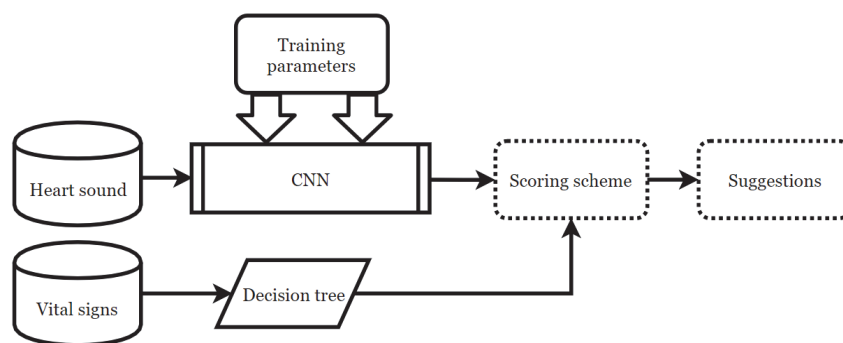 Training
parameters
Heart sound
CNN
Scoring scheme
Suggestions
Vital signs
Decision tree